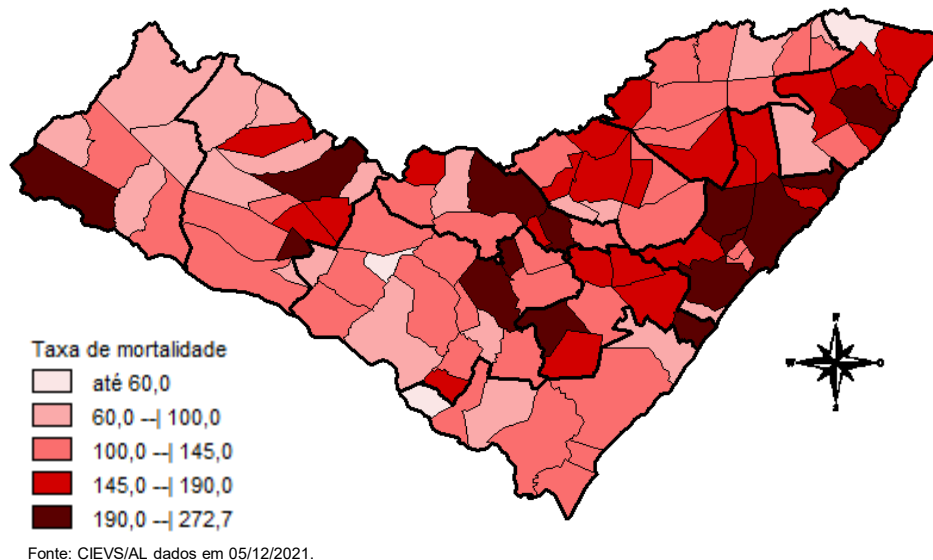 Taxa de mortalidade
até 60,0
60,0 --| 100,0
100,0 --| 145,0
145,0 --| 190,0
190,0 --| 272,7
Fonte: CIEVS/AL dados em 05/12/2021.